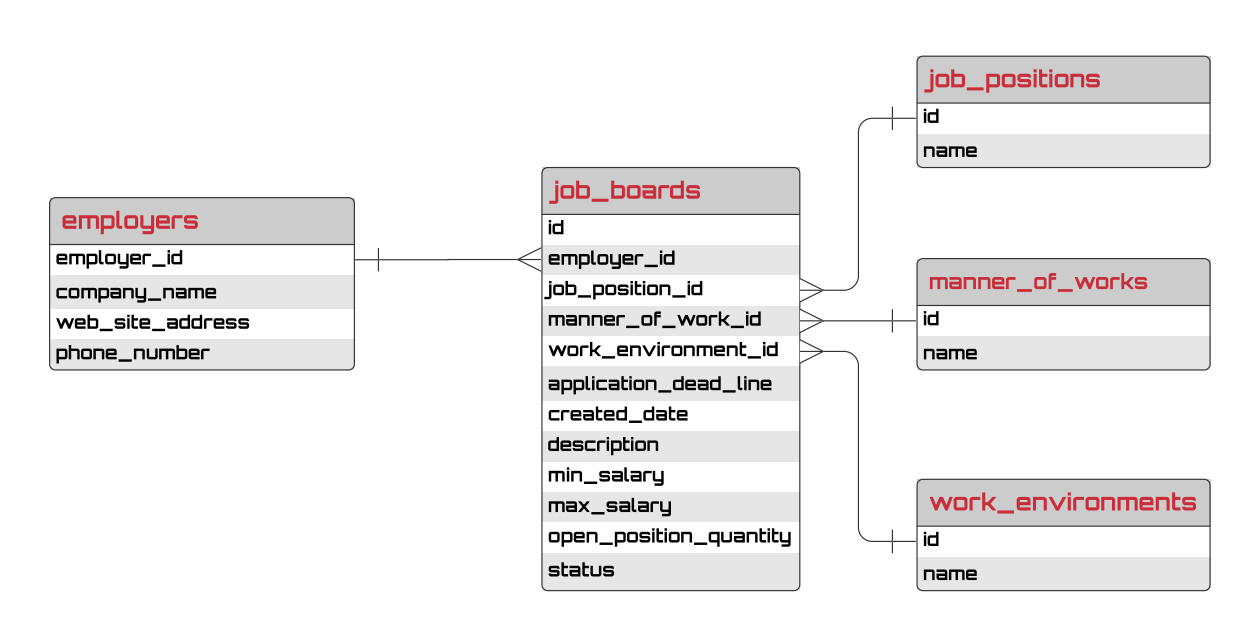 employers
employer_id
company_name
web_site_address
phone_number
job_boards
id
employer_id
job_position_id
manner_of_work_id
work_environment_id
application_dead_line
created_date
description
min_salary
max_salary
open_position_quantity
status
job_positions
id
name
manner_of_works
id
name
work_environments
id
name